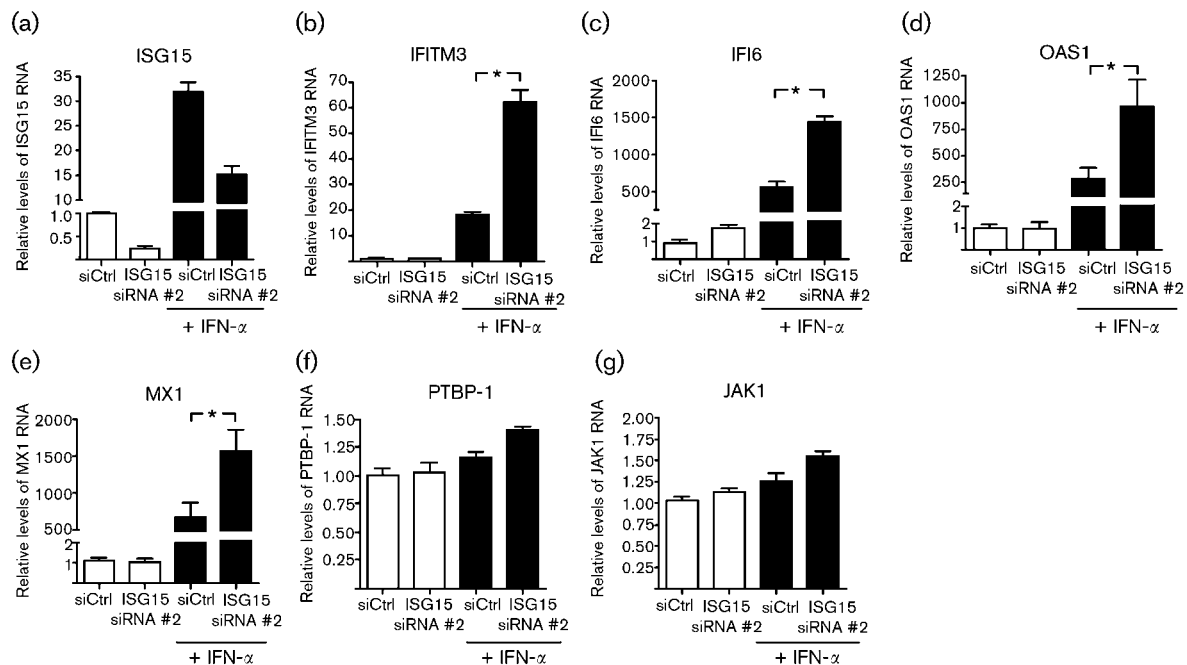 (a)
ISG15
Relative levels of ISG15 RNA
35
30
25
20
15
10
1.0
0.5
siCtrl ISG15 siCtrl ISG15
siRNA #2 siRNA #2
+ IFN-α
(b)
IFITM3
Relative levels of IFITM3 RNA
70
60
50
40
30
20
10
siCtrl ISG15 siCtrl ISG15
siRNA #2 siRNA #2
+ IFN-α
(c)
IFI6
Relative levels of IFI6 RNA
2000
1500
1000
500
2
1
siCtrl ISG15 siCtrl ISG15
siRNA #2 siRNA #2
+ IFN-α
*
(d)
OAS1
Relative levels of OAS1 RNA
1250
1000
750
500
250
2
1
siCtrl ISG15 siCtrl ISG15
siRNA #2 siRNA #2
+ IFN-α
*
*
(e)
MX1
Relative levels of MX1 RNA
2000
1500
1000
500
2
1
siCtrl ISG15 siCtrl ISG15
siRNA #2 siRNA #2
+ IFN-α
*
(f)
PTBP-1
Relative levels of PTBP-1 RNA
1.50
1.25
1.00
0.75
0.50
0.25
siCtrl ISG15 siCtrl ISG15
siRNA #2 siRNA #2
+ IFN-α
(g)
JAK1
Relative levels of JAK1 RNA
2.00
1.75
1.50
1.25
1.00
0.75
0.50
0.25
siCtrl ISG15 siCtrl ISG15
siRNA #2 siRNA #2
+ IFN-α